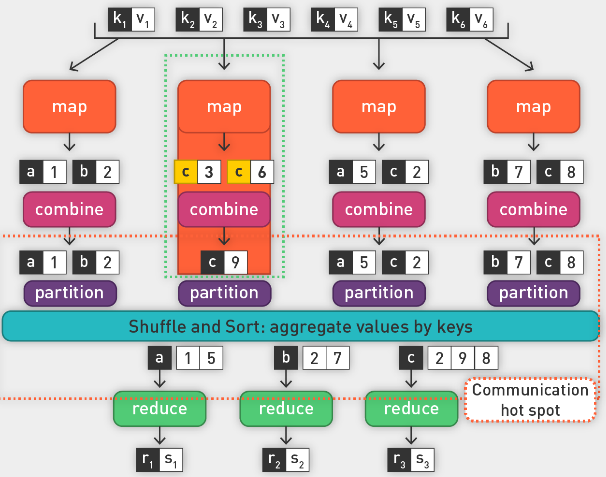 k1 v1 k2 v2 k3 v3 k4 v4 k5 v5 k6 v6
map map map map
a 1 b 2 c 3 c 6 a 5 c 2 b 7 c 8
combine combine combine combine
a 1 b 2 c 9 a 5 c 2 b 7 c 8
partition partition partition partition
Shuffle and Sort: aggregate values by keys
a 1 5 b 2 7 c 2 9 8
Communication
hot spot
reduce reduce reduce
r1 s1 r2 s2 r3 s3